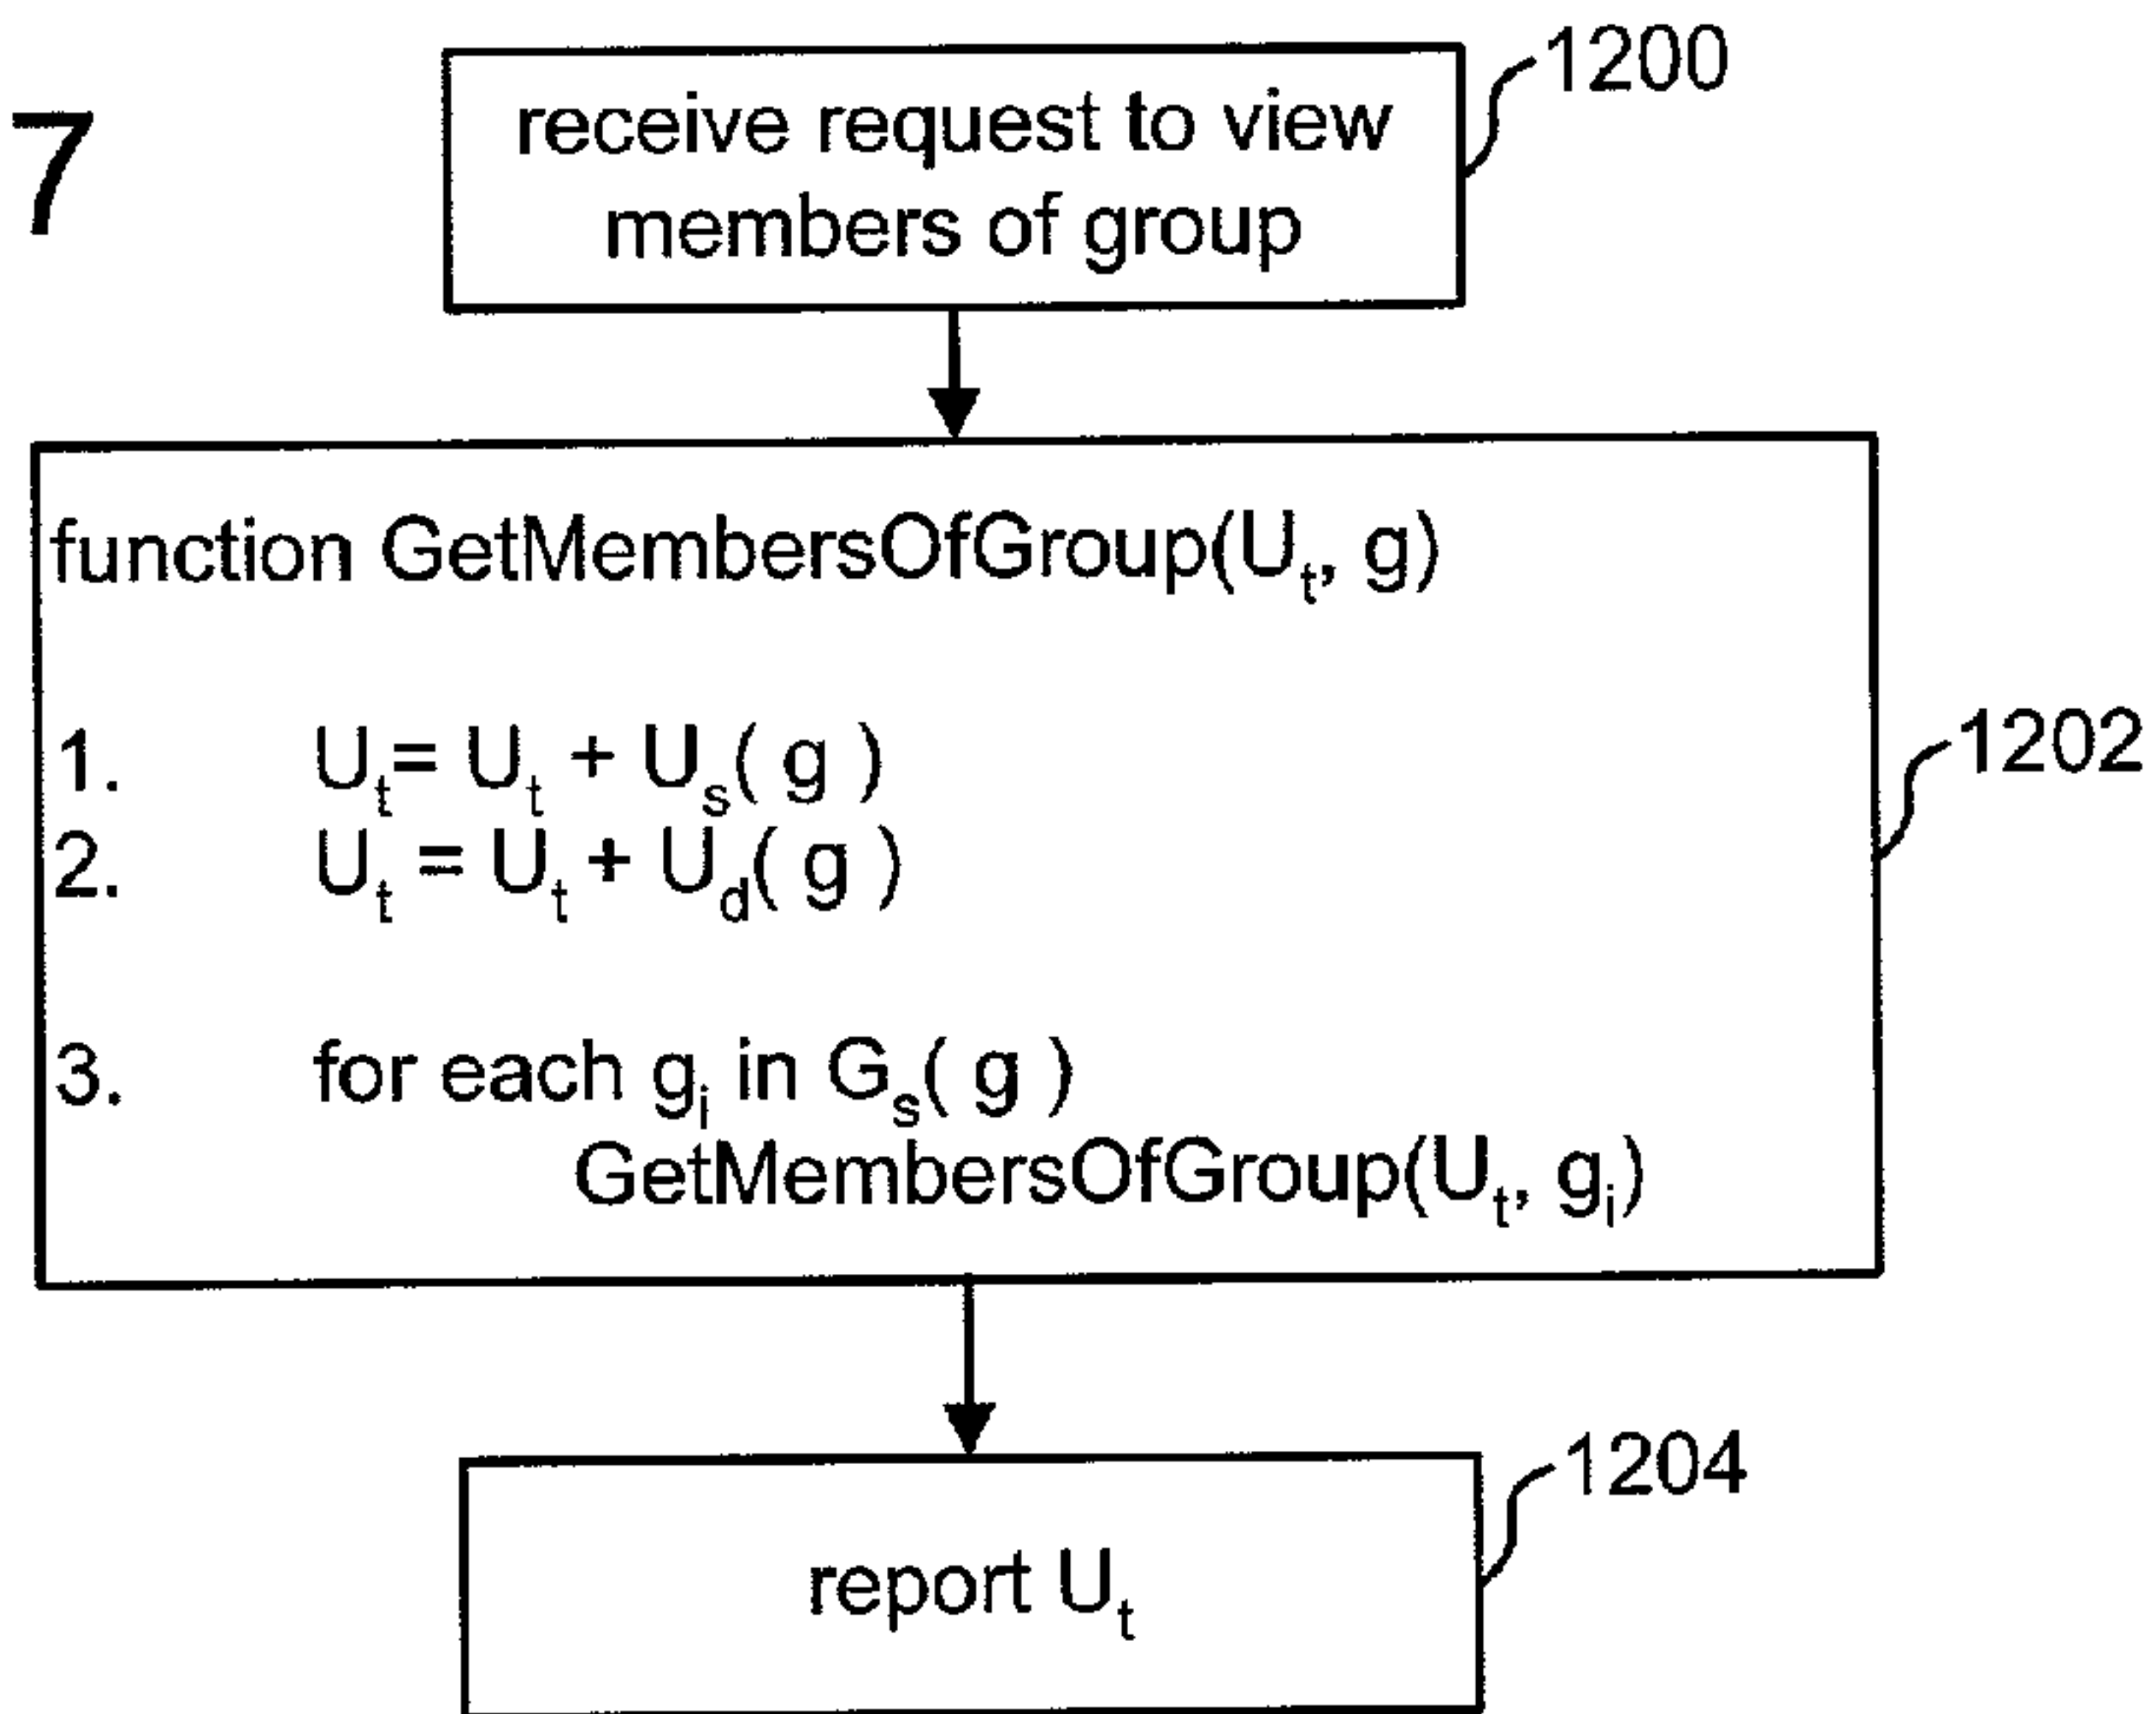 7
receive request to view
members of group
1200
function GetMembersOfGroup(Uₜ, g)
1. Uₜ= Uₜ + Uₛ( g )
2. Uₜ = Uₜ + U_d( g )
3. for each gᵢ in Gₛ( g )
GetMembersOfGroup(Uₜ, gᵢ)
1202
report Uₜ
1204